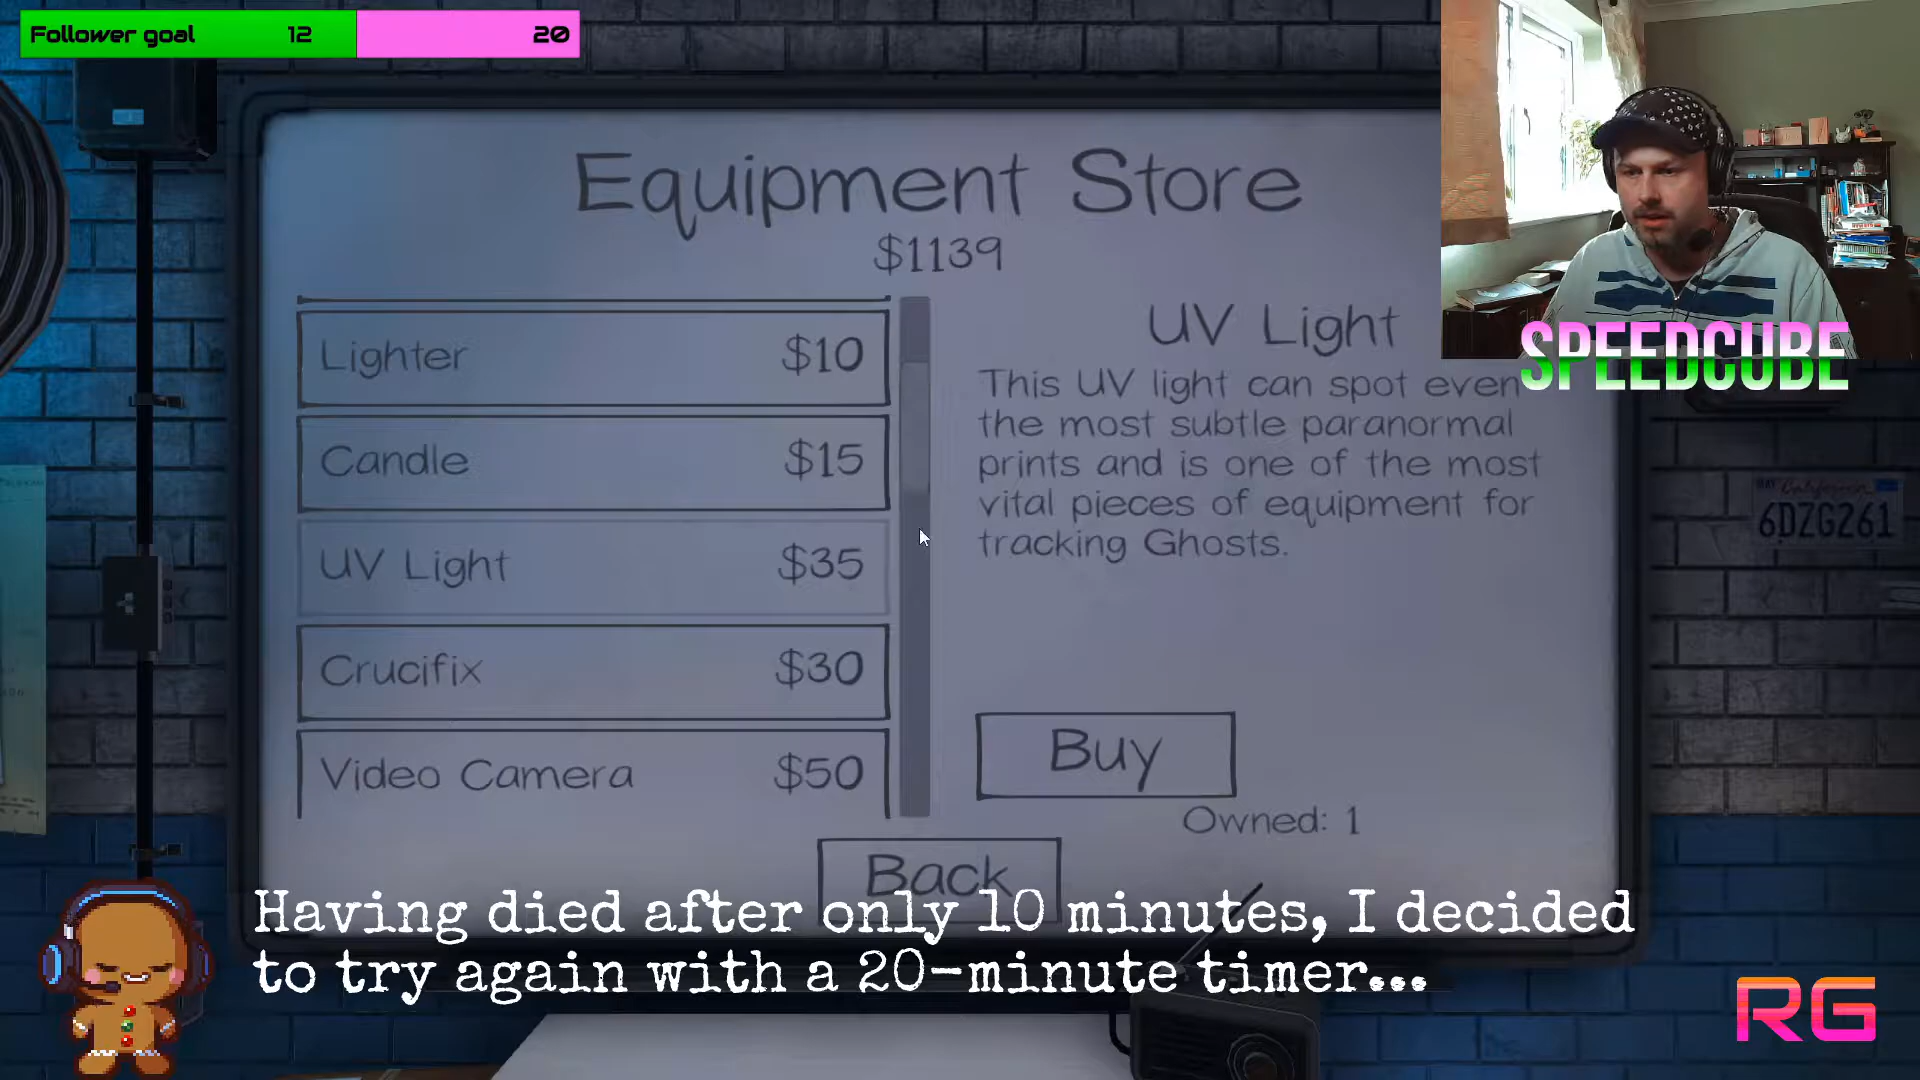 Follower goal 12 20
Equipment Store
$1139
Lighter $10
Candle $15
UV Light $35
Crucifix $30
Video Camera $50
UV Light
This UV light can spot even
the most subtle paranormal
prints and is one of the most
vital pieces of equipment for
tracking Ghosts.
Buy
Owned: 1
Back
SPEEDCUBE
California
6DZG261
Having died after only 10 minutes, I decided
to try again with a 20-minute timer...
RG